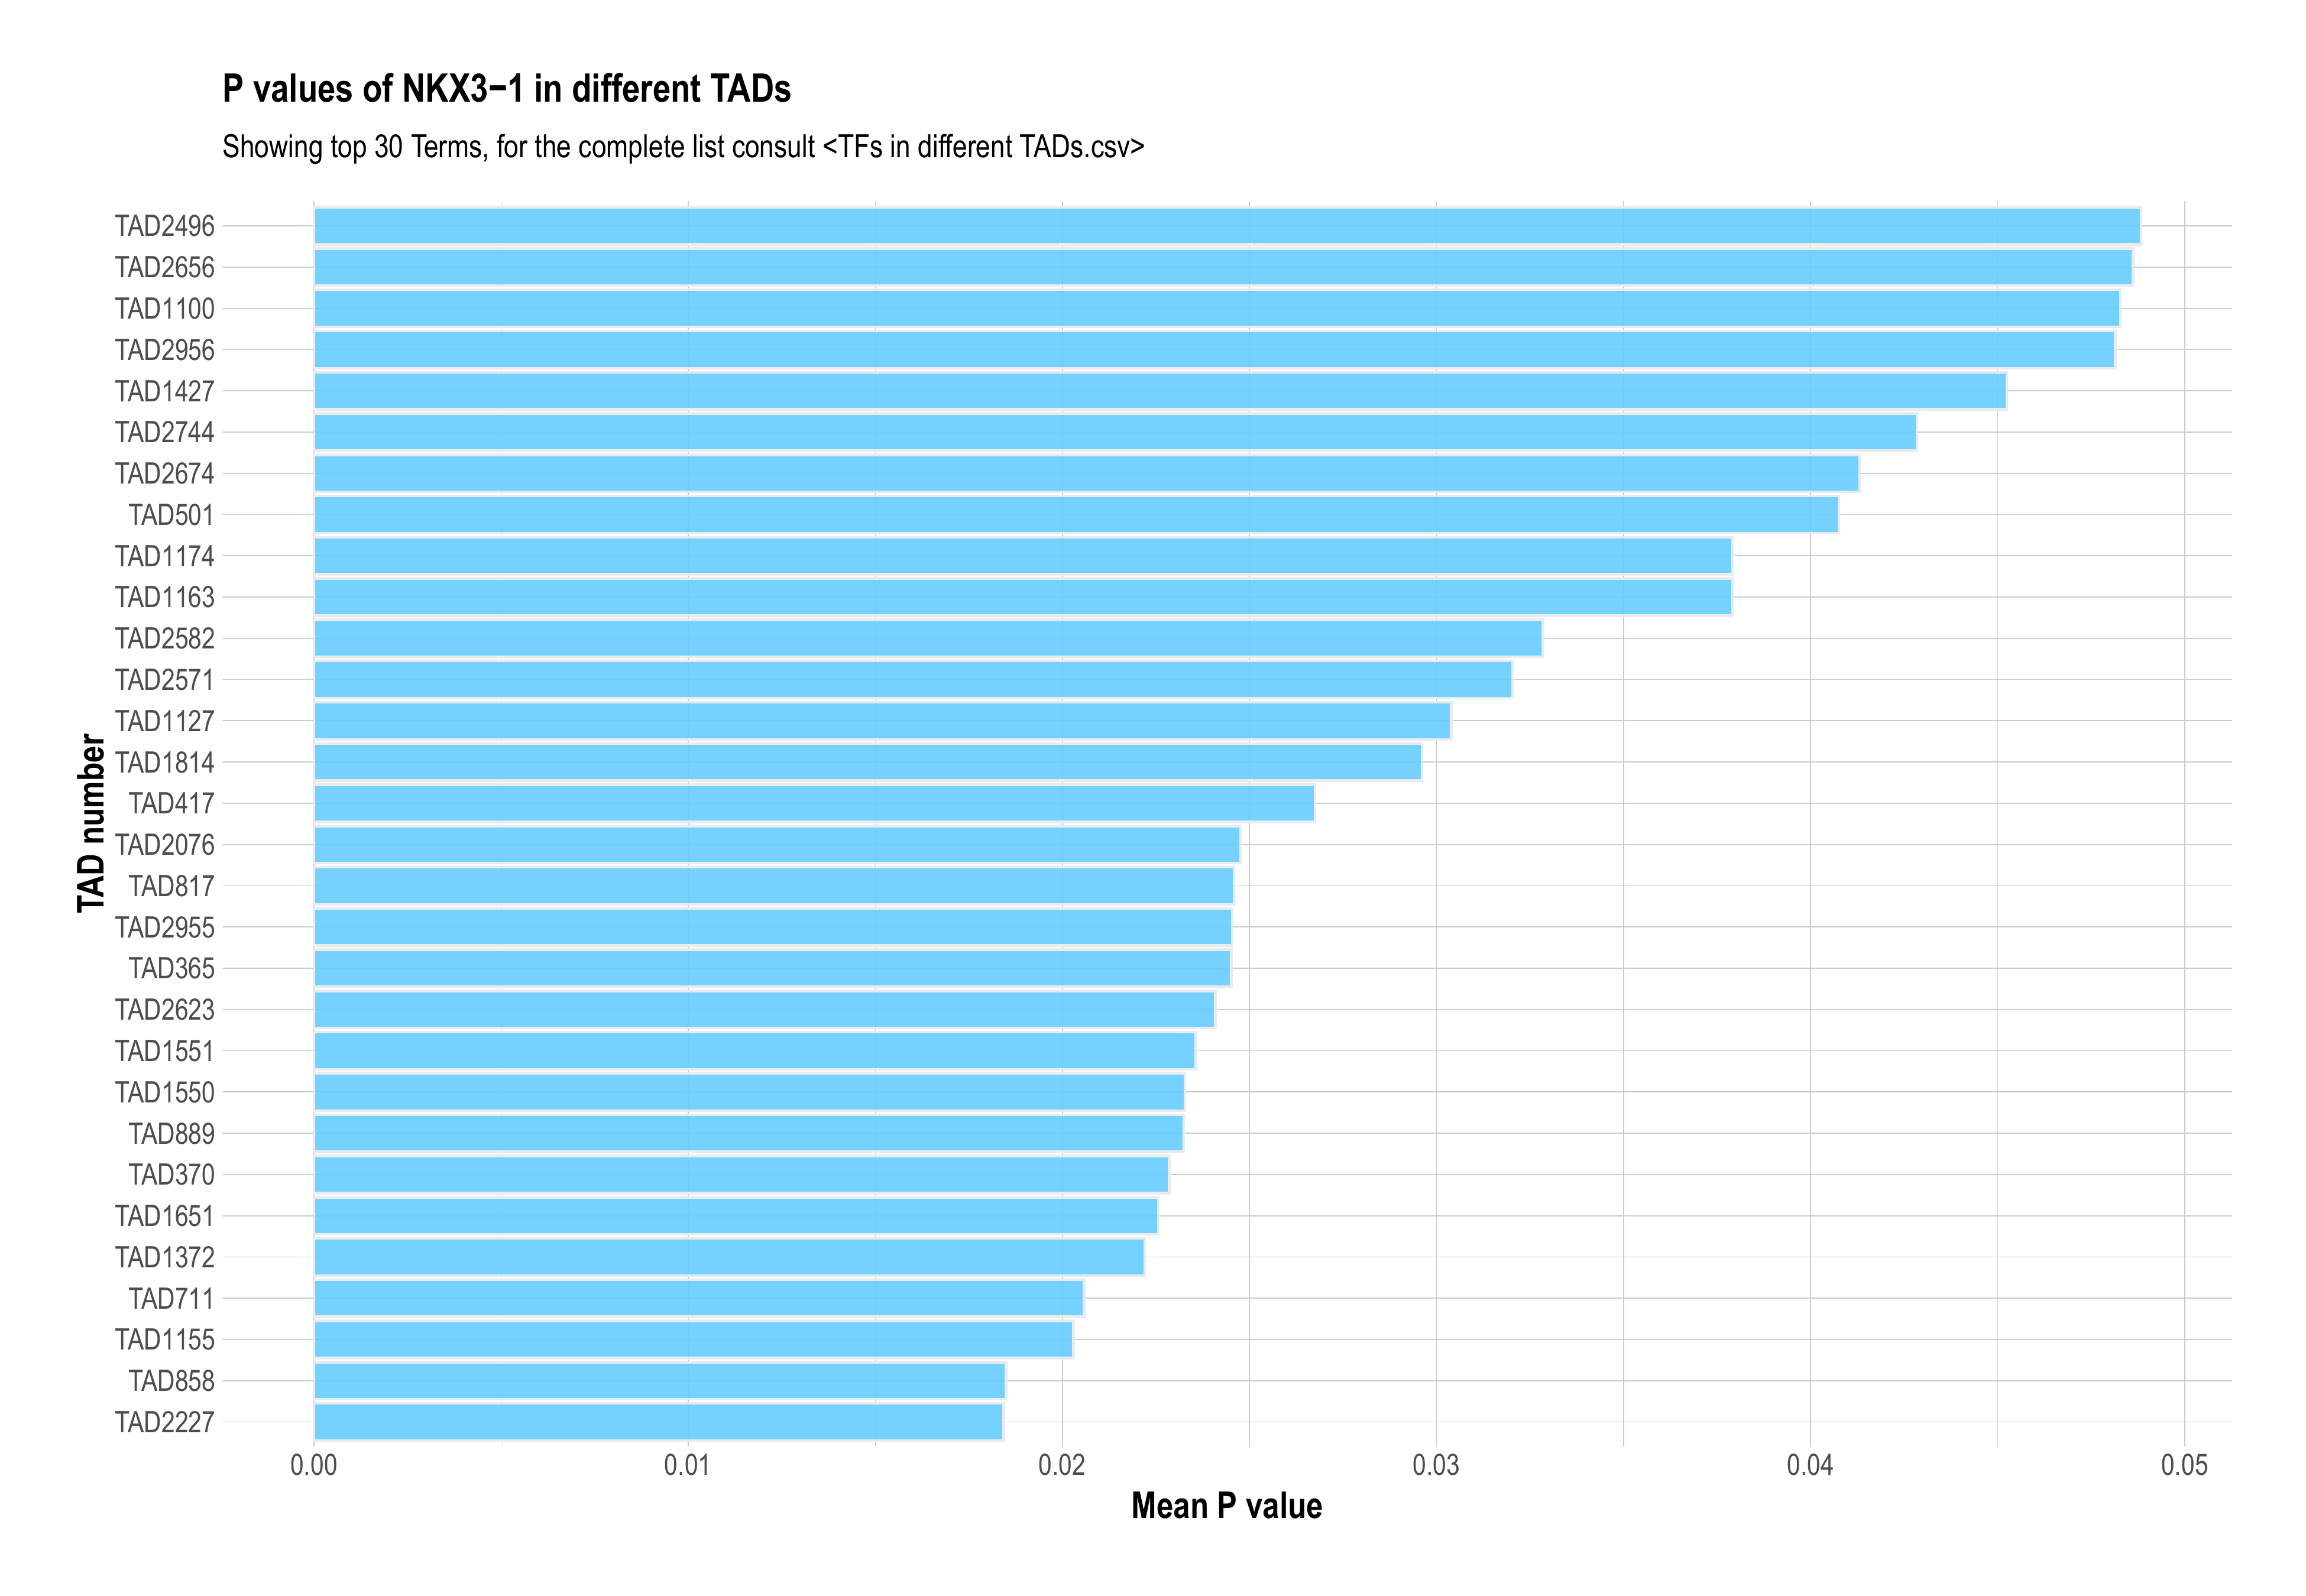 P values of NKX3−1 in different TADs
Showing top 30 Terms, for the complete list consult <TFs in different TADs.csv>
TAD number
TAD2496
TAD2656
TAD1100
TAD2956
TAD1427
TAD2744
TAD2674
TAD501
TAD1174
TAD1163
TAD2582
TAD2571
TAD1127
TAD1814
TAD417
TAD2076
TAD817
TAD2955
TAD365
TAD2623
TAD1551
TAD1550
TAD889
TAD370
TAD1651
TAD1372
TAD711
TAD1155
TAD858
TAD2227
0.00 0.01 0.02 0.03 0.04 0.05
Mean P value